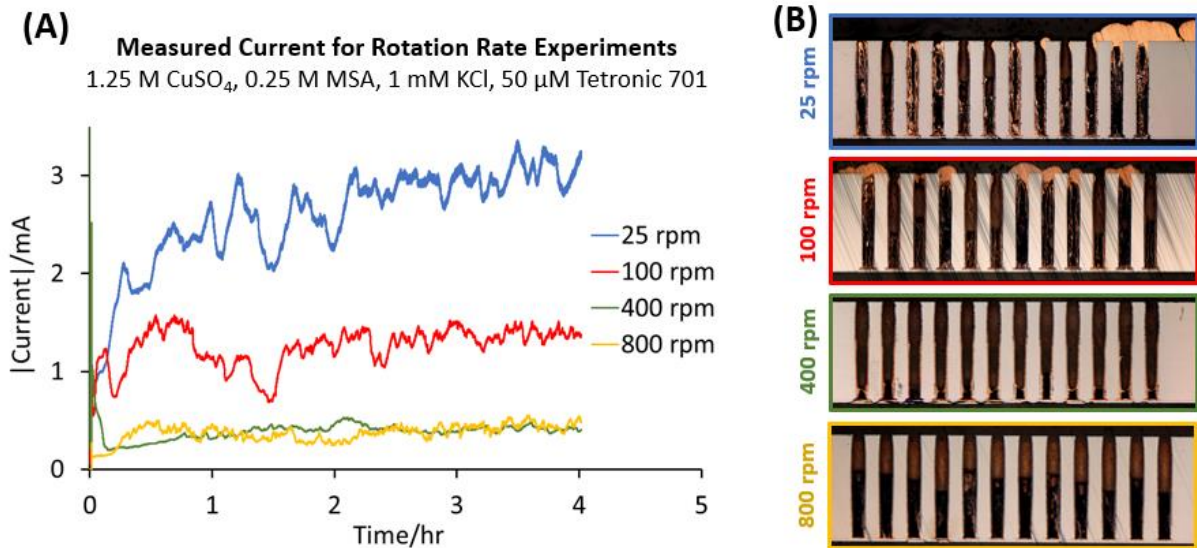 (A)
Measured Current for Rotation Rate Experiments
1.25 M CuSO₄, 0.25 M MSA, 1 mM KCl, 50 µM Tetronic 701
|Current|/mA
3
2
1
0
25 rpm
100 rpm
400 rpm
800 rpm
0
1
2
3
4
5
Time/hr
(B)
25 rpm
100 rpm
400 rpm
800 rpm